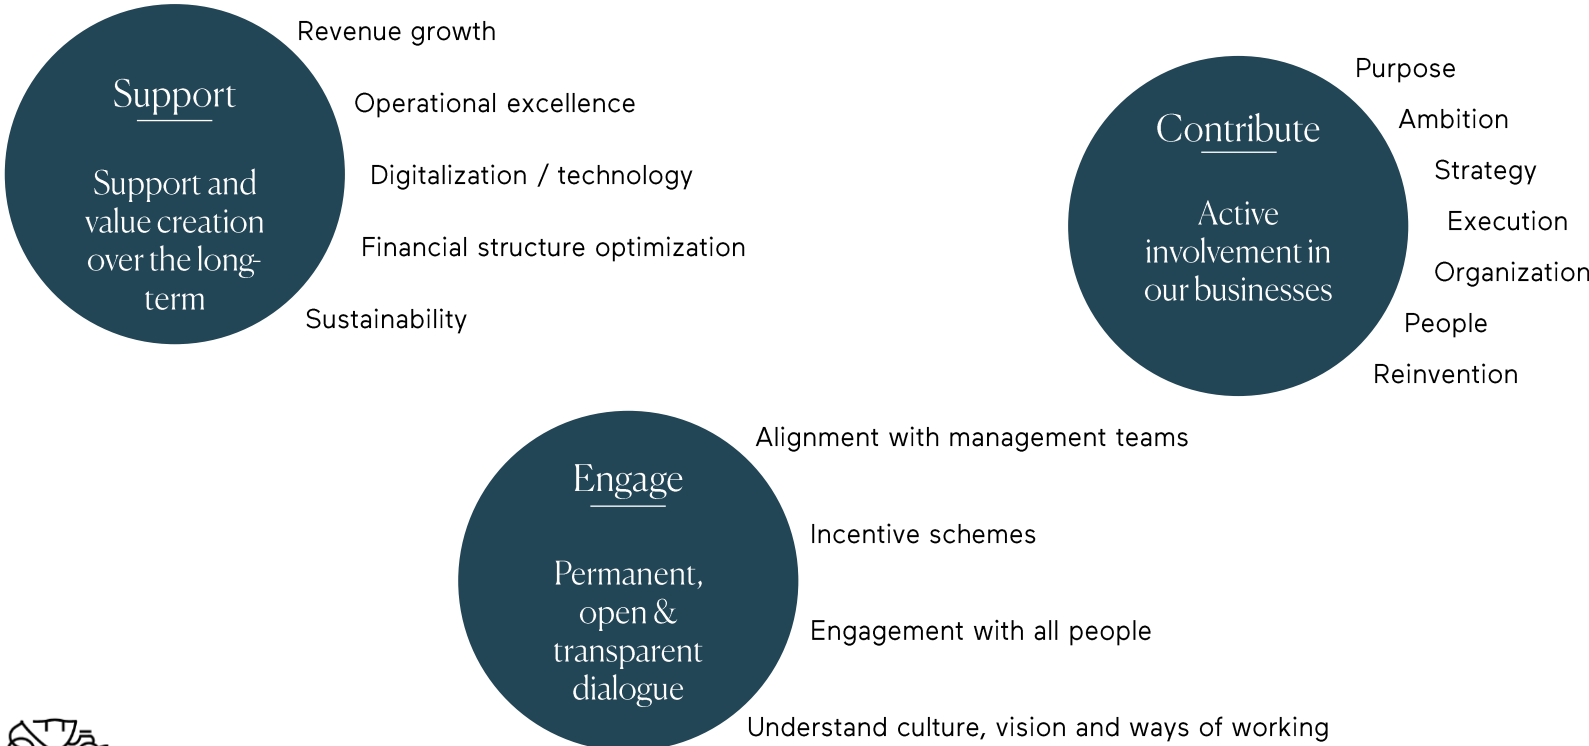 Support
Support and
value creation
over the long-
term
Revenue growth
Operational excellence
Digitalization / technology
Financial structure optimization
Sustainability
Contribute
Active
involvement in
our businesses
Purpose
Ambition
Strategy
Execution
Organization
People
Reinvention
Engage
Permanent,
open &
transparent
dialogue
Alignment with management teams
Incentive schemes
Engagement with all people
Understand culture, vision and ways of working